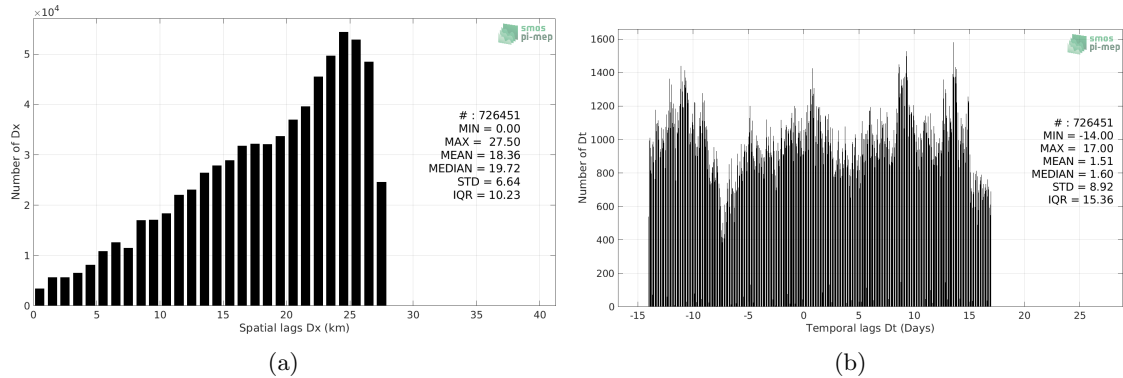 ×10⁴
smos
pi-mep
5
4
3
2
1
0
Number of Dx
# : 726451
MIN = 0.00
MAX = 27.50
MEAN = 18.36
MEDIAN = 19.72
STD = 6.64
IQR = 10.23
0 5 10 15 20 25 30 35 40
Spatial lags Dx (km)
(a)
smos
pi-mep
1600
1400
1200
1000
800
600
400
200
0
Number of Dt
# : 726451
MIN = -14.00
MAX = 17.00
MEAN = 1.51
MEDIAN = 1.60
STD = 8.92
IQR = 15.36
-15 -10 -5 0 5 10 15 20 25
Temporal lags Dt (Days)
(b)